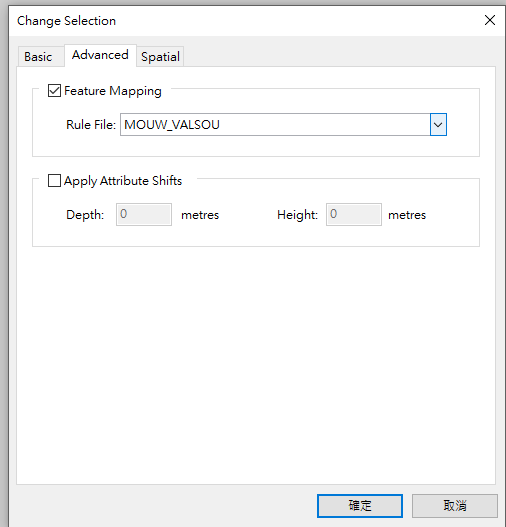 Change Selection
Basic Advanced Spatial
Feature Mapping
Rule File: MOUW_VALSOU
Apply Attribute Shifts
Depth: 0 metres Height: 0 metres
確定 取消